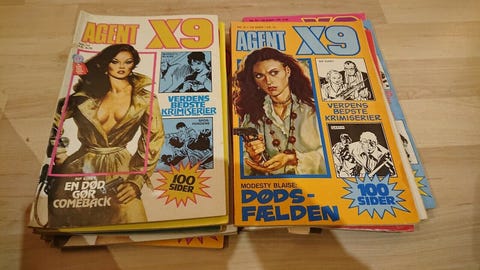 AGENT X9
VERDENS
BEDSTE
KRIMISERIER
EN DØD
GØR
COMEBACK
100
SIDER
AGENT X9
VERDENS
BEDSTE
KRIMISERIER
MODESTY BLAISE:
DØDS-
FÆLDEN
100
SIDER